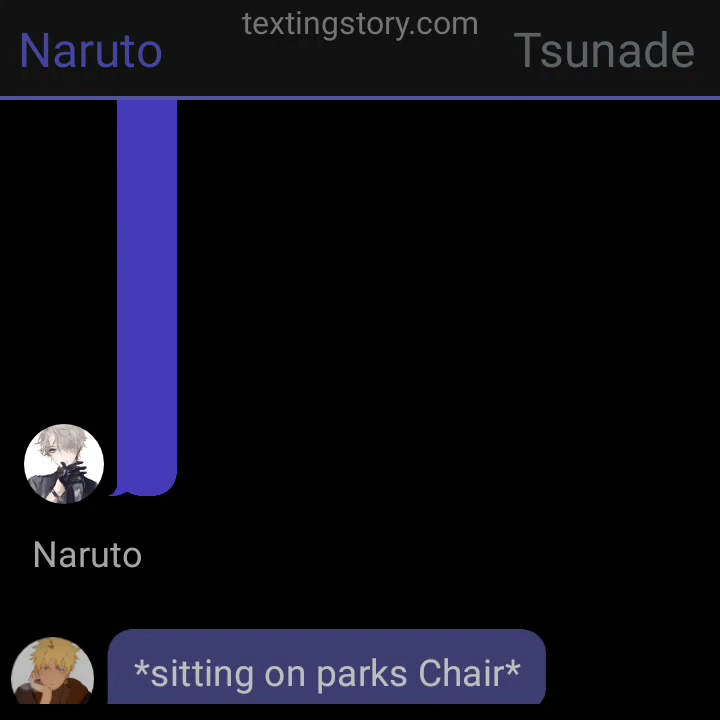 textingstory.com
Naruto
Tsunade
Naruto
*sitting on parks Chair*